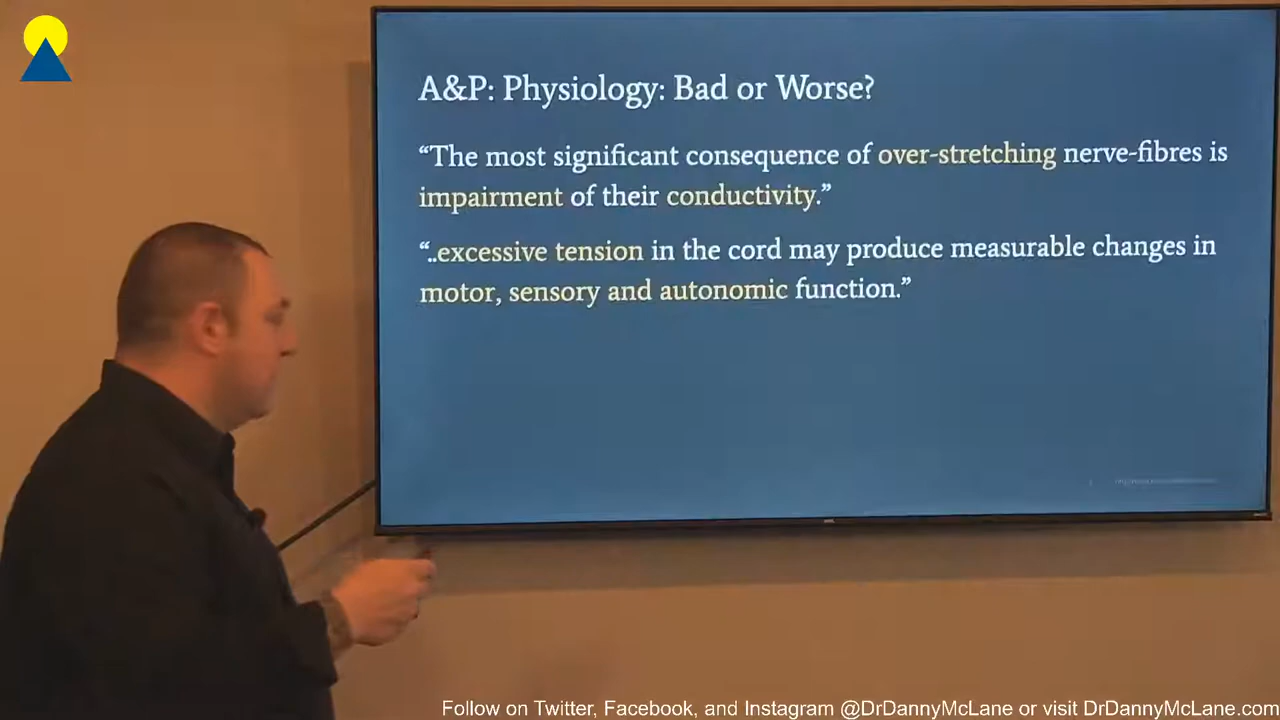 A&P: Physiology: Bad or Worse?
“The most significant consequence of over-stretching nerve-fibres is
impairment of their conductivity.”
“..excessive tension in the cord may produce measurable changes in
motor, sensory and autonomic function.”
Follow on Twitter, Facebook, and Instagram @DrDannyMcLane or visit DrDannyMcLane.com